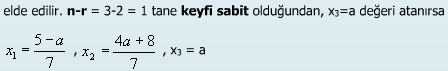 elde edilir. n-r = 3-2 = 1 tane keyfi sabit olduğundan, x₃=a değeri atanırsa
x₁ = (5 − a)/7 , x₂ = (4a + 8)/7 , x₃ = a